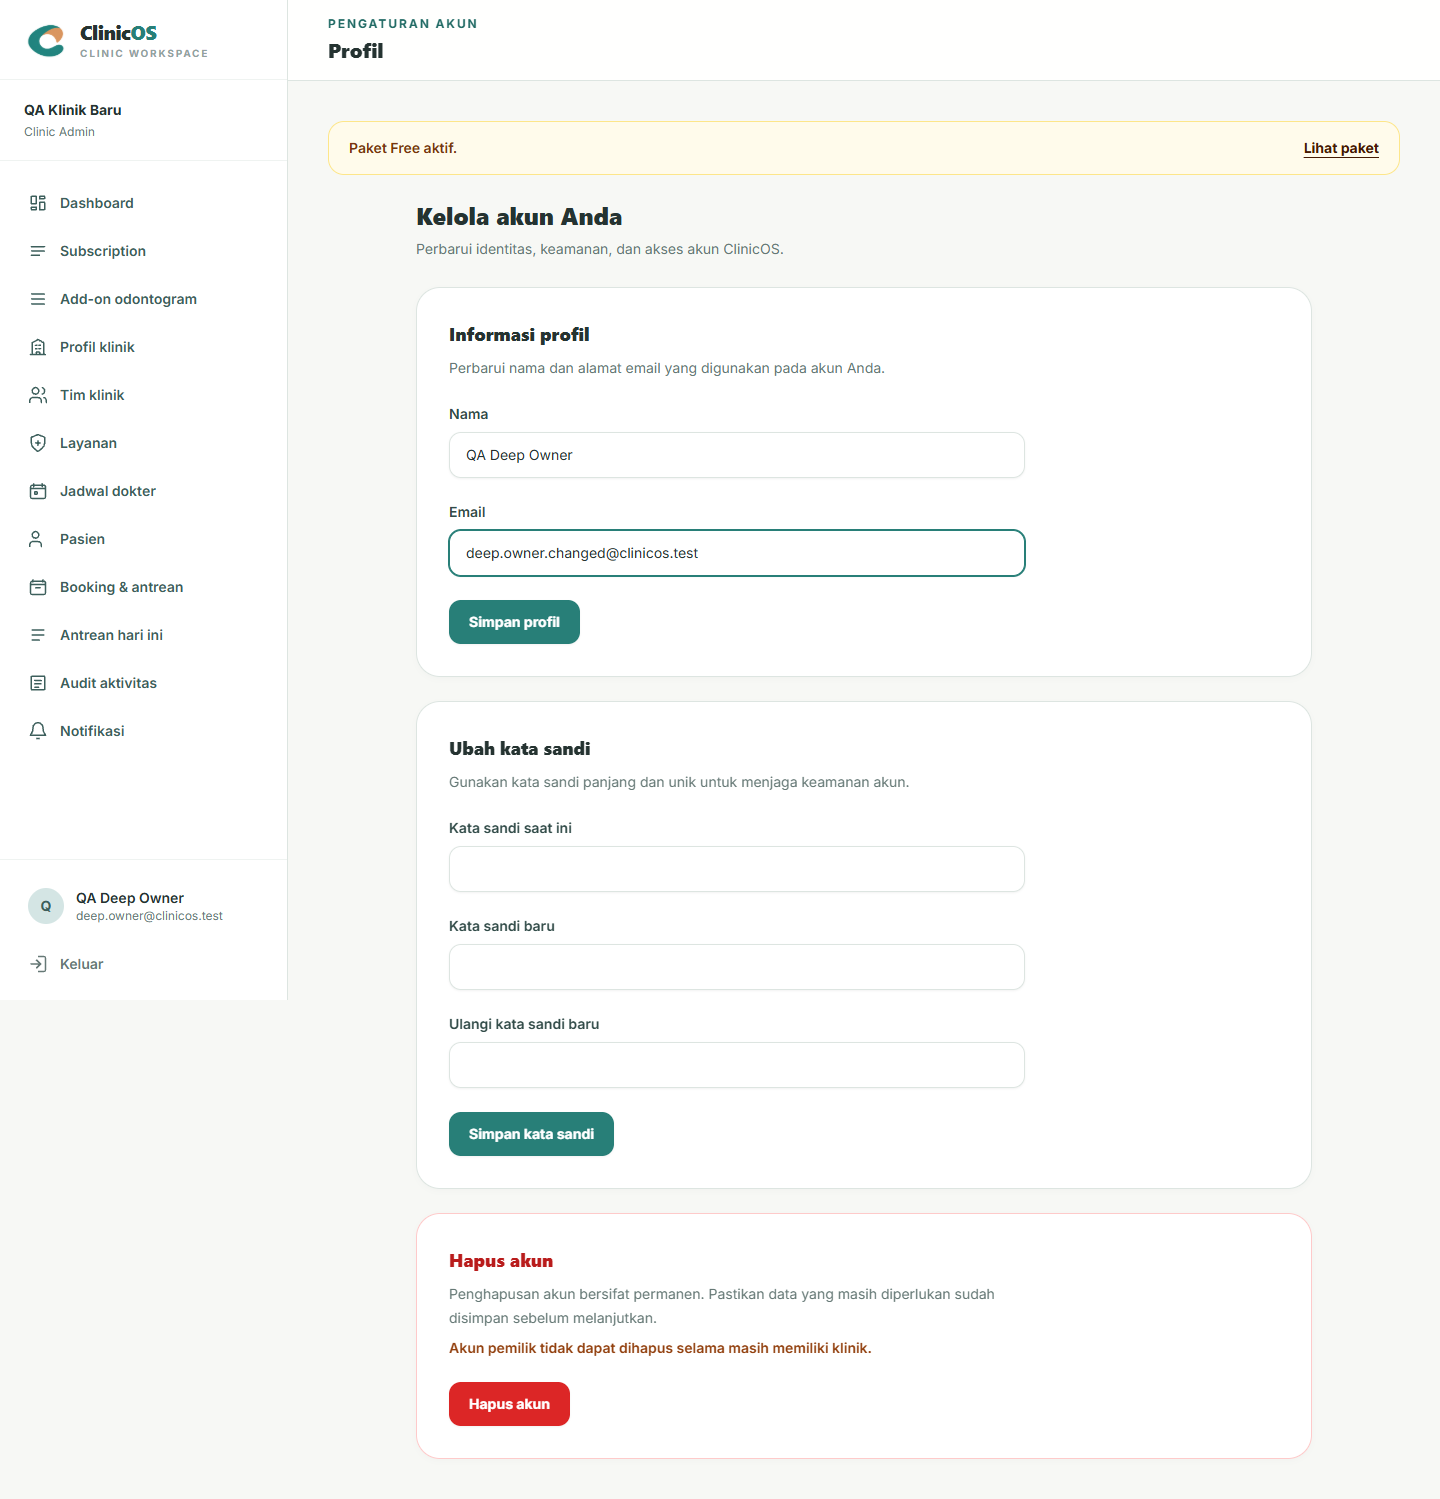 ClinicOS
CLINIC WORKSPACE
QA Klinik Baru
Clinic Admin
Dashboard
Subscription
Add-on odontogram
Profil klinik
Tim klinik
Layanan
Jadwal dokter
Pasien
Booking & antrean
Antrean hari ini
Audit aktivitas
Notifikasi
Q
QA Deep Owner
deep.owner@clinicos.test
Keluar
PENGATURAN AKUN
Profil
Paket Free aktif.
Lihat paket
Kelola akun Anda
Perbarui identitas, keamanan, dan akses akun ClinicOS.
Informasi profil
Perbarui nama dan alamat email yang digunakan pada akun Anda.
Nama
QA Deep Owner
Email
deep.owner.changed@clinicos.test
Simpan profil
Ubah kata sandi
Gunakan kata sandi panjang dan unik untuk menjaga keamanan akun.
Kata sandi saat ini
Kata sandi baru
Ulangi kata sandi baru
Simpan kata sandi
Hapus akun
Penghapusan akun bersifat permanen. Pastikan data yang masih diperlukan sudah
disimpan sebelum melanjutkan.
Akun pemilik tidak dapat dihapus selama masih memiliki klinik.
Hapus akun